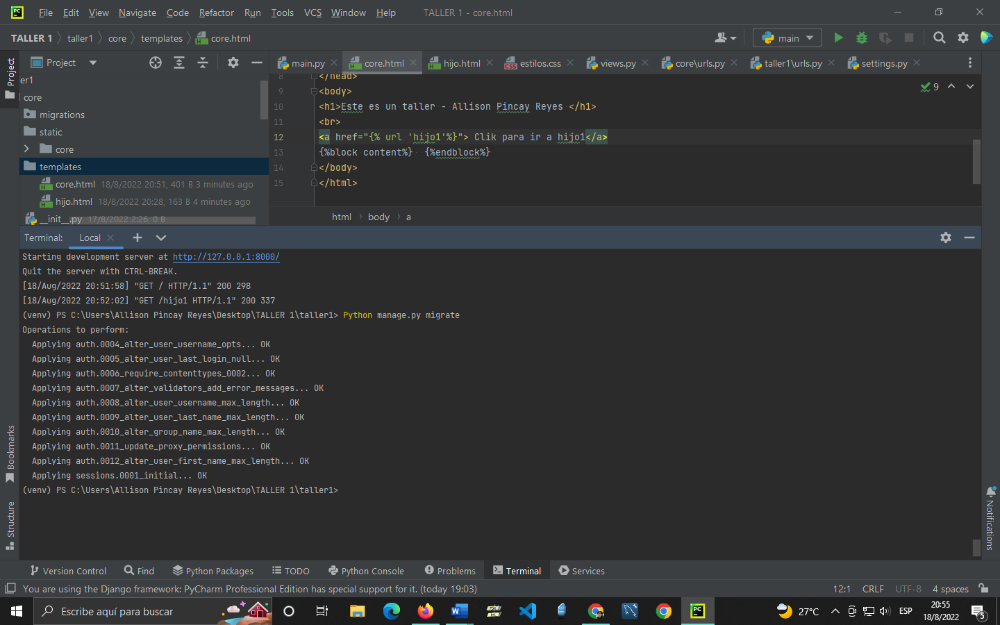 File Edit View Navigate Code Refactor Run Tools VCS Window Help TALLER 1 - core.html
TALLER 1 taller1 core templates core.html main
Project main.py core.html hijo.html estilos.css views.py core\urls.py taller1\urls.py settings.py
Project
er1
core
migrations
static
core
templates
core.html 18/8/2022 20:51, 401 B 3 minutes ago
hijo.html 18/8/2022 20:28, 163 B 4 minutes ago
__init__.py 17/8/2022 2:26, 0 B
8 </head>
9 <body>
10 <h1>Este es un taller - Allison Pincay Reyes </h1>
11 <br>
12 <a href="{% url 'hijo1'%}"> Clik para ir a hijo1</a>
13 {%block content%} {%endblock%}
14 </body>
15 </html>
9
html body a
Terminal: Local
Starting development server at http://127.0.0.1:8000/
Quit the server with CTRL-BREAK.
[18/Aug/2022 20:51:58] "GET / HTTP/1.1" 200 298
[18/Aug/2022 20:52:02] "GET /hijo1 HTTP/1.1" 200 337
(venv) PS C:\Users\Allison Pincay Reyes\Desktop\TALLER 1\taller1> Python manage.py migrate
Operations to perform:
Applying auth.0004_alter_user_username_opts... OK
Applying auth.0005_alter_user_last_login_null... OK
Applying auth.0006_require_contenttypes_0002... OK
Applying auth.0007_alter_validators_add_error_messages... OK
Applying auth.0008_alter_user_username_max_length... OK
Applying auth.0009_alter_user_last_name_max_length... OK
Applying auth.0010_alter_group_name_max_length... OK
Applying auth.0011_update_proxy_permissions... OK
Applying auth.0012_alter_user_first_name_max_length... OK
Applying sessions.0001_initial... OK
(venv) PS C:\Users\Allison Pincay Reyes\Desktop\TALLER 1\taller1>
Bookmarks
Structure
Notifications
Version Control Find Python Packages TODO Python Console Problems Terminal Services
You are using the Django framework: PyCharm Professional Edition has special support for it. (today 19:03) 12:1 CRLF UTF-8 4 spaces
Escribe aquí para buscar 27°C ESP 20:55
18/8/2022 5